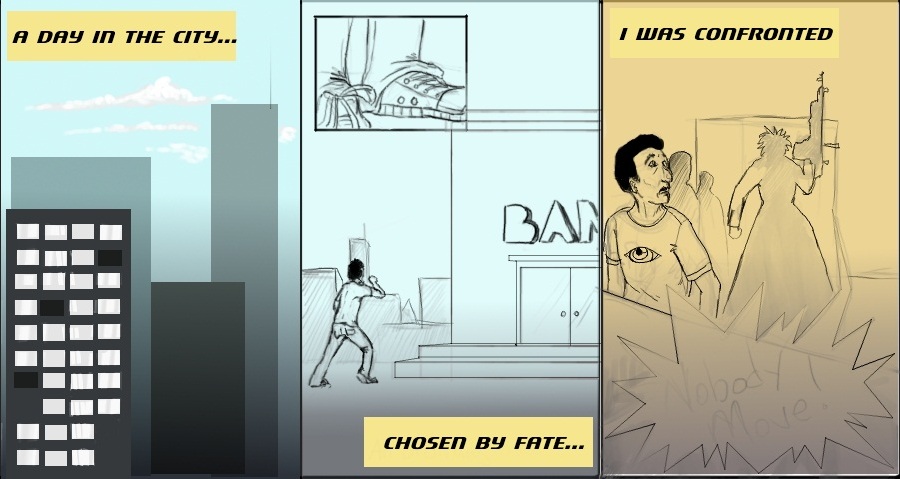 A DAY IN THE CITY...
BAN
CHOSEN BY FATE...
I WAS CONFRONTED
Nobody
Move!